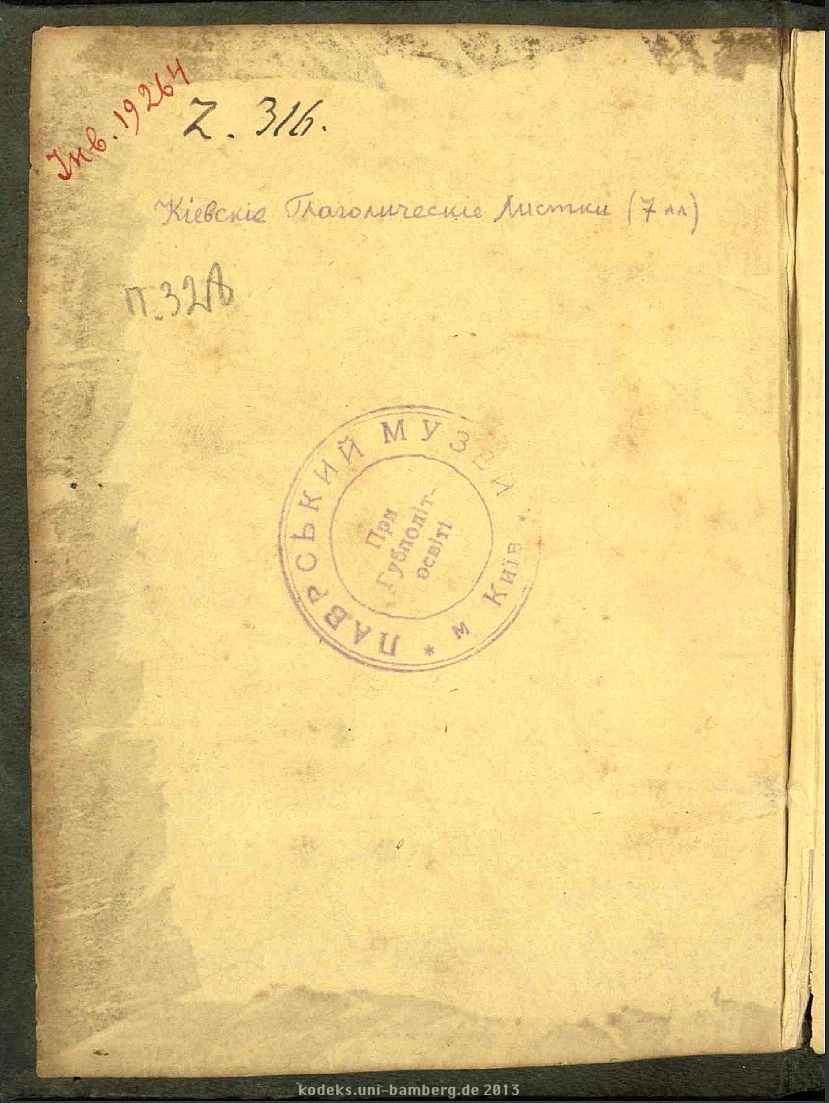 Інв. 19264
Z. 316.
Кіевскіе Глаголическіе Листки (7 лл)
П. 328
ЛАВРСЬКИЙ МУЗЕЙ
* м Київ.
При
Губполіт-
освіті
kodeks.uni-bamberg.de 2013